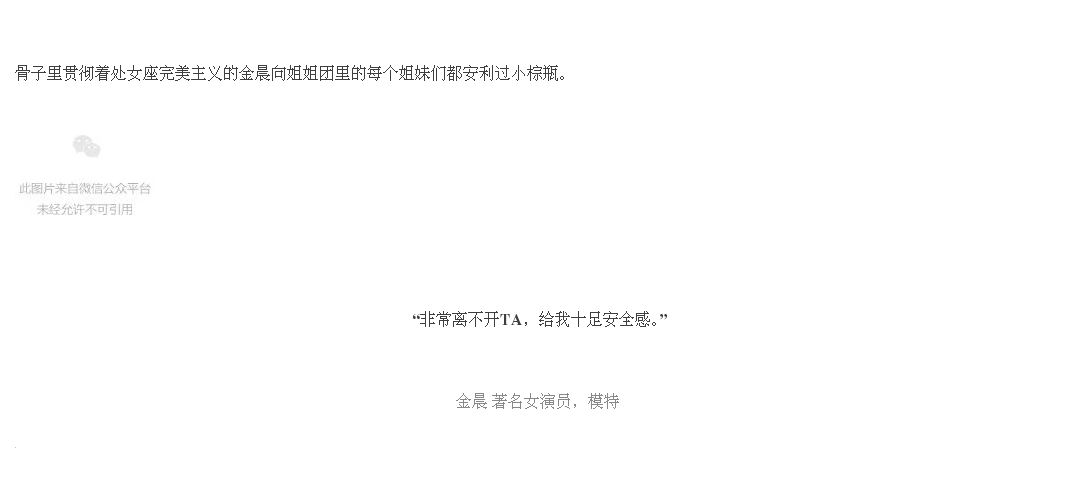 骨子里贯彻着处女座完美主义的金晨向姐姐团里的每个姐妹们都安利过小棕瓶。
此图片来自微信公众平台
未经允许不可引用
“非常离不开TA，给我十足安全感。”
金晨 著名女演员，模特